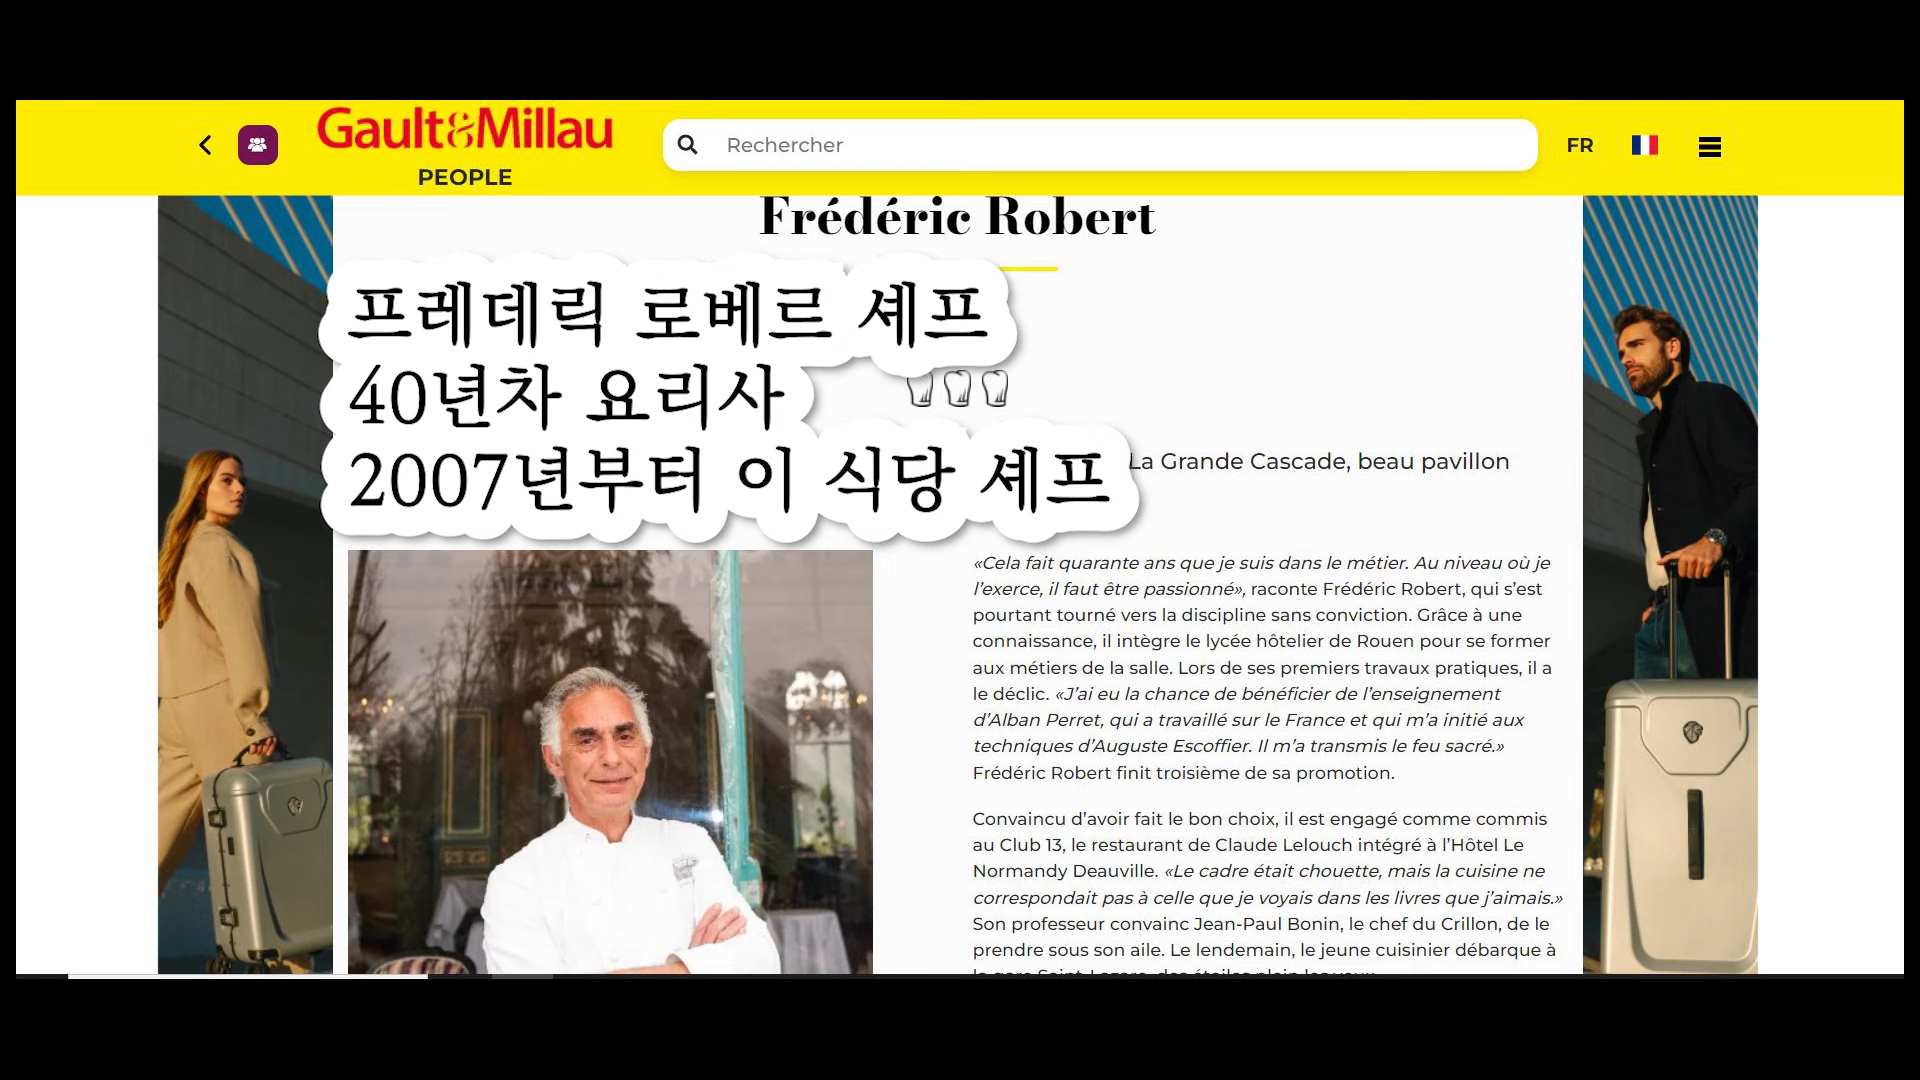 Gault&Millau
PEOPLE
Rechercher
FR
Frédéric Robert
프레데릭 로베르 셰프
40년차 요리사
2007년부터 이 식당 셰프
La Grande Cascade, beau pavillon
«Cela fait quarante ans que je suis dans le métier. Au niveau où je
l’exerce, il faut être passionné», raconte Frédéric Robert, qui s’est
pourtant tourné vers la discipline sans conviction. Grâce à une
connaissance, il intègre le lycée hôtelier de Rouen pour se former
aux métiers de la salle. Lors de ses premiers travaux pratiques, il a
le déclic. «J’ai eu la chance de bénéficier de l’enseignement
d’Alban Perret, qui a travaillé sur le France et qui m’a initié aux
techniques d’Auguste Escoffier. Il m’a transmis le feu sacré.»
Frédéric Robert finit troisième de sa promotion.
Convaincu d’avoir fait le bon choix, il est engagé comme commis
au Club 13, le restaurant de Claude Lelouch intégré à l’Hôtel Le
Normandy Deauville. «Le cadre était chouette, mais la cuisine ne
correspondait pas à celle que je voyais dans les livres que j’aimais.»
Son professeur convainc Jean-Paul Bonin, le chef du Crillon, de le
prendre sous son aile. Le lendemain, le jeune cuisinier débarque à
la gare Saint-Lazare, des étoiles plein les yeux.